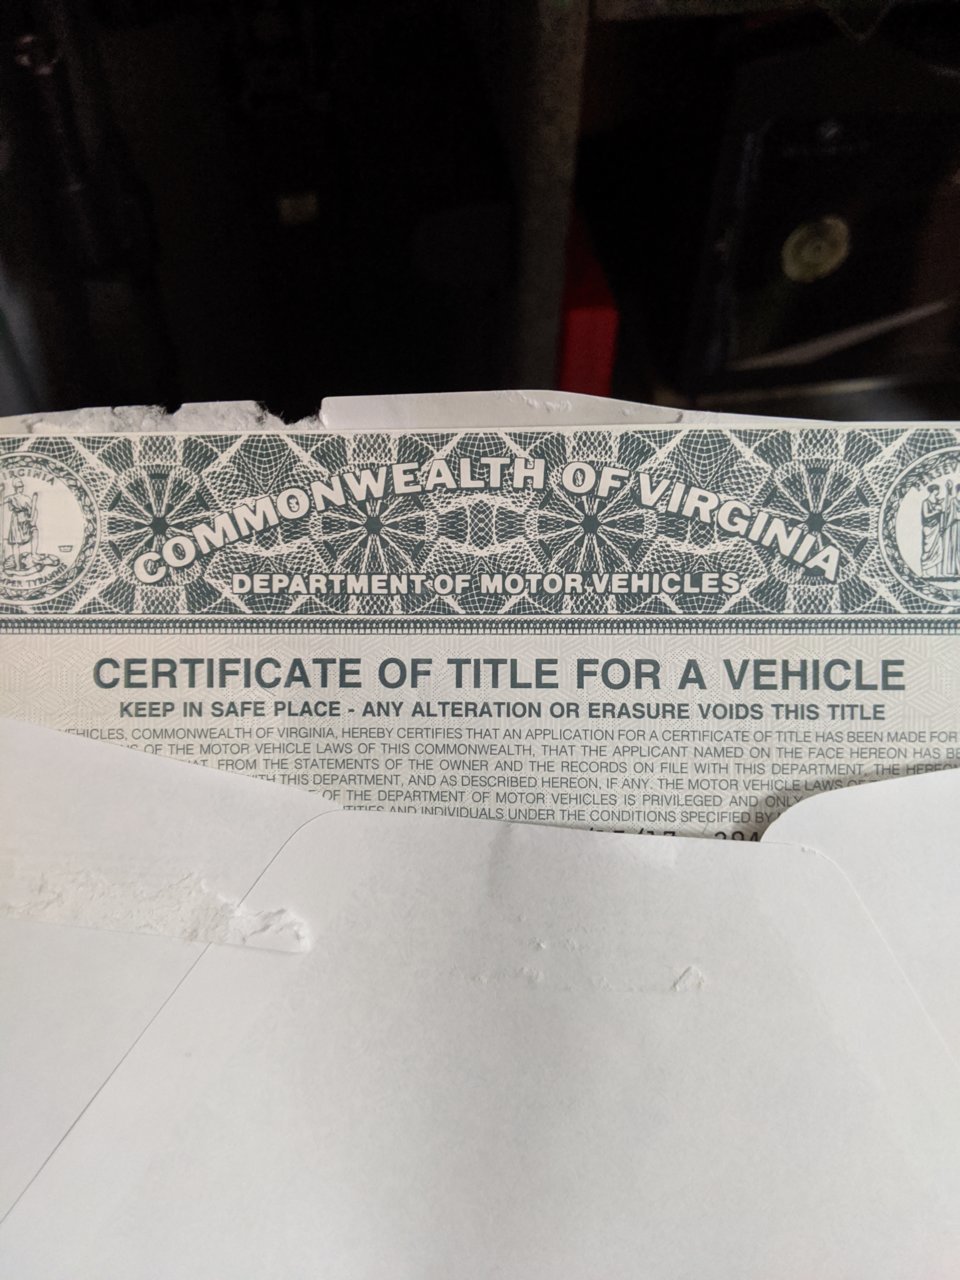 COMMONWEALTH OF VIRGINIA
DEPARTMENT OF MOTOR VEHICLES
CERTIFICATE OF TITLE FOR A VEHICLE
KEEP IN SAFE PLACE - ANY ALTERATION OR ERASURE VOIDS THIS TITLE
VEHICLES, COMMONWEALTH OF VIRGINIA, HEREBY CERTIFIES THAT AN APPLICATION FOR A CERTIFICATE OF TITLE HAS BEEN MADE FOR
OF THE MOTOR VEHICLE LAWS OF THIS COMMONWEALTH, THAT THE APPLICANT NAMED ON THE FACE HEREON HAS
THAT, FROM THE STATEMENTS OF THE OWNER AND THE RECORDS ON FILE WITH THIS DEPARTMENT, THE
WITH THIS DEPARTMENT, AND AS DESCRIBED HEREON, IF ANY. THE MOTOR VEHICLE LAWS OF
OF THE DEPARTMENT OF MOTOR VEHICLES IS PRIVILEGED AND ONLY
AND INDIVIDUALS UNDER THE CONDITIONS SPECIFIED BY